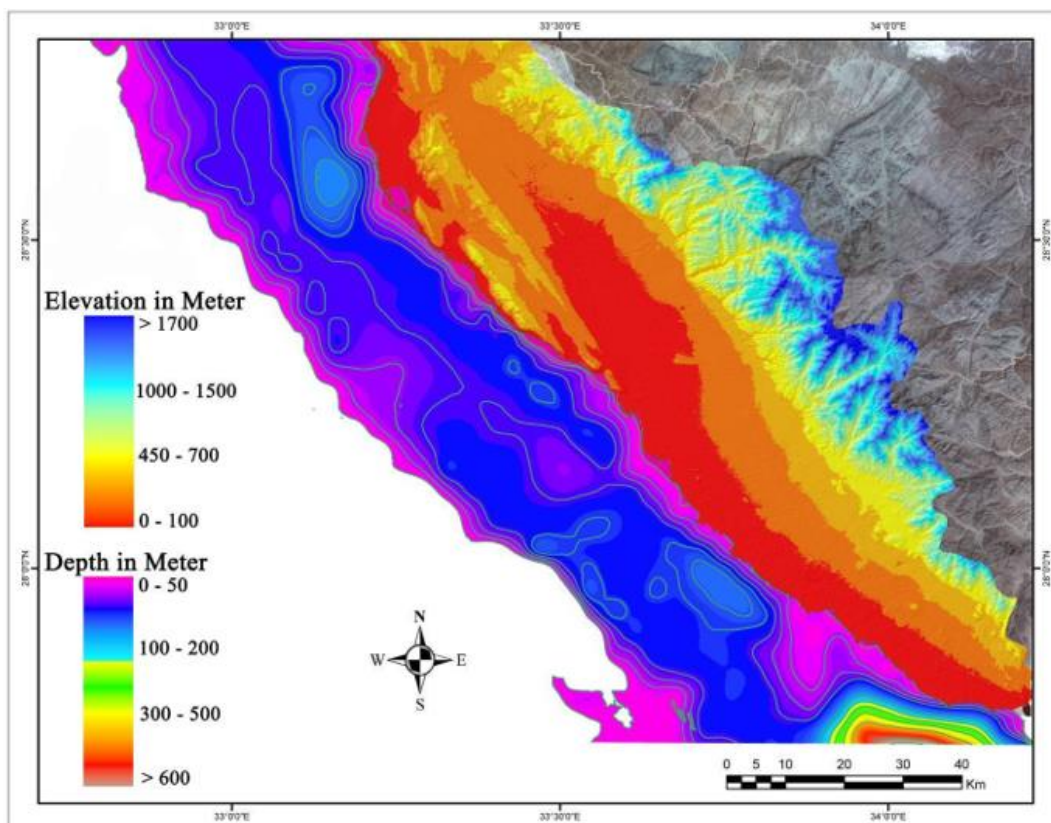 33°0'0"E 33°30'0"E 34°0'0"E
28°30'0"N 28°30'0"N
Elevation in Meter
> 1700
1000 - 1500
450 - 700
0 - 100
28°0'0"N 28°0'0"N
Depth in Meter
0 - 50
100 - 200
300 - 500
> 600
N
W E
S
0 5 10 20 30 40
Km
33°0'0"E 33°30'0"E 34°0'0"E